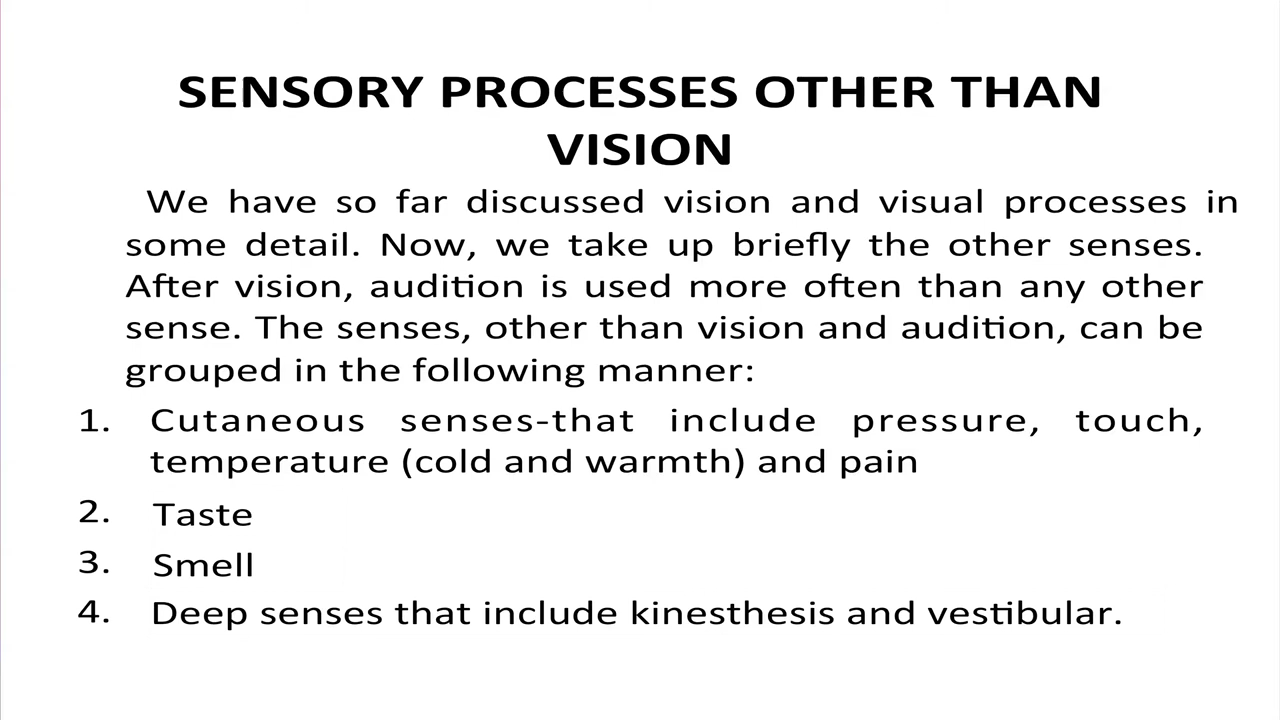 SENSORY PROCESSES OTHER THAN
VISION
We have so far discussed vision and visual processes in
some detail. Now, we take up briefly the other senses.
After vision, audition is used more often than any other
sense. The senses, other than vision and audition, can be
grouped in the following manner:
1. Cutaneous senses-that include pressure, touch,
temperature (cold and warmth) and pain
2. Taste
3. Smell
4. Deep senses that include kinesthesis and vestibular.